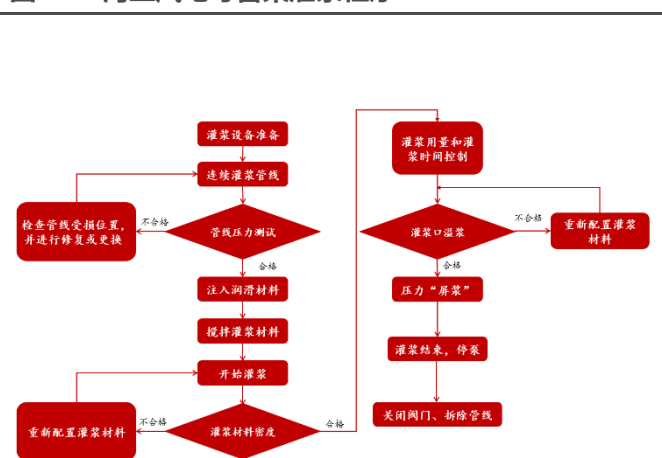 灌浆设备准备
连续灌浆管线
检查管线受损位置，
并进行修复或更换
不合格
管线压力测试
合格
注入润滑材料
搅拌灌浆材料
开始灌浆
重新配置灌浆材料
不合格
灌浆材料密度
合格
灌浆用量和灌
浆时间控制
灌浆口溢浆
不合格
重新配置灌浆
材料
合格
压力“屏浆”
灌浆结束，停泵
关闭阀门、拆除管线